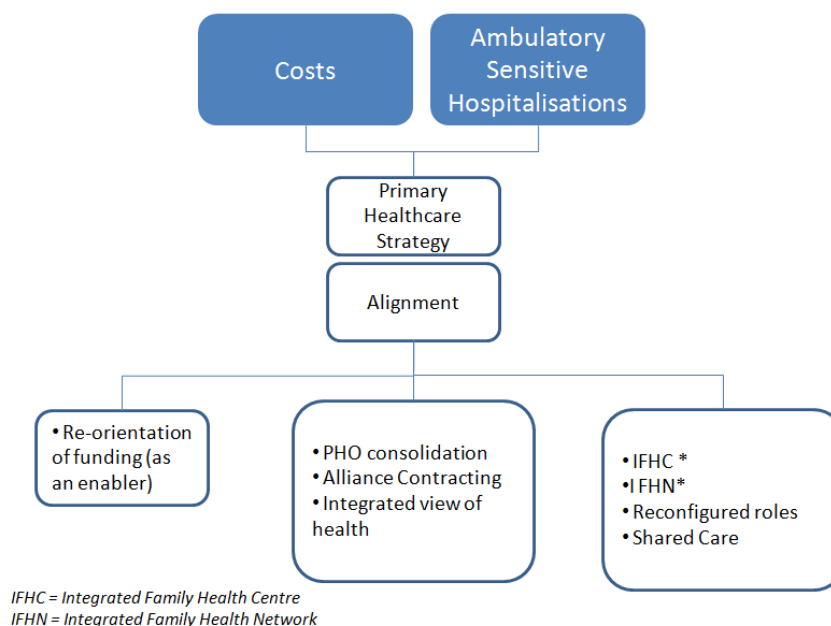 Costs
Ambulatory
Sensitive
Hospitalisations
Primary
Healthcare
Strategy
Alignment
• Re-orientation
of funding (as
an enabler)
• PHO consolidation
• Alliance Contracting
• Integrated view of
health
• IFHC *
• I FHN*
• Reconfigured roles
• Shared Care
IFHC = Integrated Family Health Centre
IFHN = Integrated Family Health Network